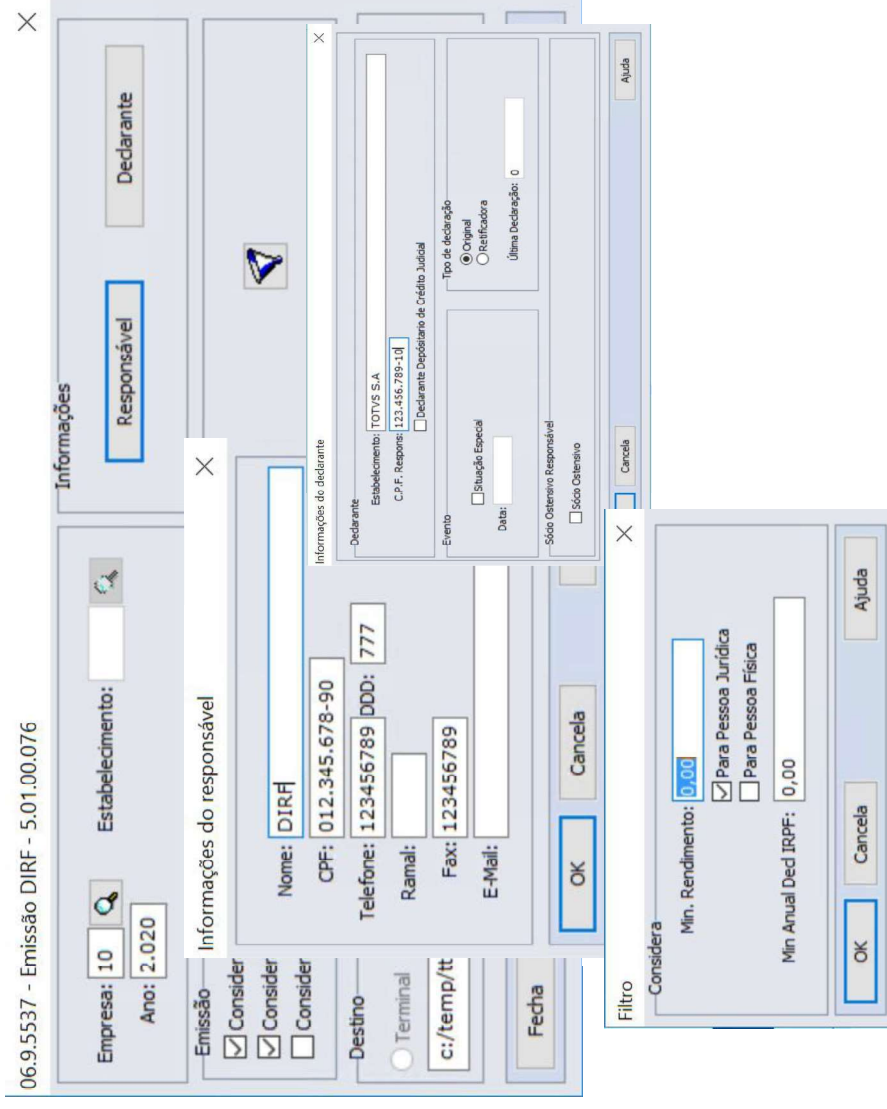 06.9.5537 - Emissão DIRF - 5.01.00.076
Empresa: 10
Estabelecimento:
Ano: 2.020
Informações
Responsável
Declarante
Emissão
Consider
Consider
Consider
Destino
Terminal
c:/temp/tt
Fecha
Informações do responsável
Nome: DIRF
CPF: 012.345.678-90
Telefone: 123456789 DDD: 777
Ramal:
Fax: 123456789
E-Mail:
OK
Cancela
Informações do declarante
Declarante
Estabelecimento: TOTVS S.A
C.P.F. Respons: 123.456.789-10
Declarante Depósitario de Crédito Judicial
Evento
Situação Especial
Data:
Tipo de declaração
Original
Retificadora
Última Declaração: 0
Sócio Ostensivo Responsável
Sócio Ostensivo
Cancela
Ajuda
Filtro
Considera
Min. Rendimento: 0,00
Para Pessoa Jurídica
Para Pessoa Física
Min Anual Ded IRPF: 0,00
OK
Cancela
Ajuda